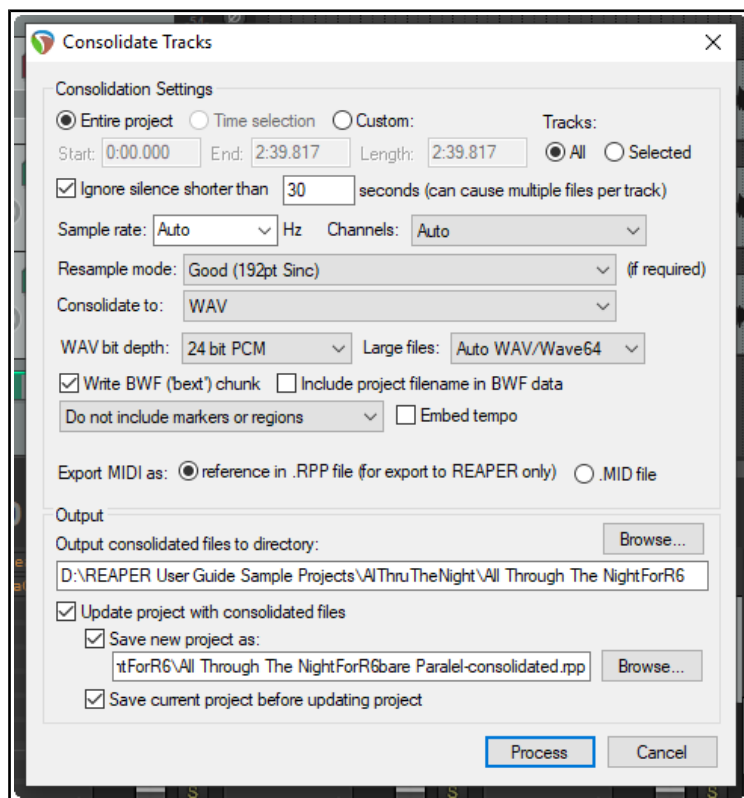 S4
Consolidate Tracks
Consolidation Settings
Entire project Time selection Custom: Tracks:
Start: 0:00.000 End: 2:39.817 Length: 2:39.817 All Selected
Ignore silence shorter than 30 seconds (can cause multiple files per track)
Sample rate: Auto Hz Channels: Auto
Resample mode: Good (192pt Sinc) (if required)
Consolidate to: WAV
WAV bit depth: 24 bit PCM Large files: Auto WAV/Wave64
Write BWF ('bext') chunk Include project filename in BWF data
Do not include markers or regions Embed tempo
Export MIDI as: reference in .RPP file (for export to REAPER only) .MID file
Output
Output consolidated files to directory: Browse...
D:\REAPER User Guide Sample Projects\AlThruTheNight\All Through The NightForR6
Update project with consolidated files
Save new project as:
ntForR6\All Through The NightForR6bare Paralel-consolidated.rpp Browse...
Save current project before updating project
Process Cancel
S S S